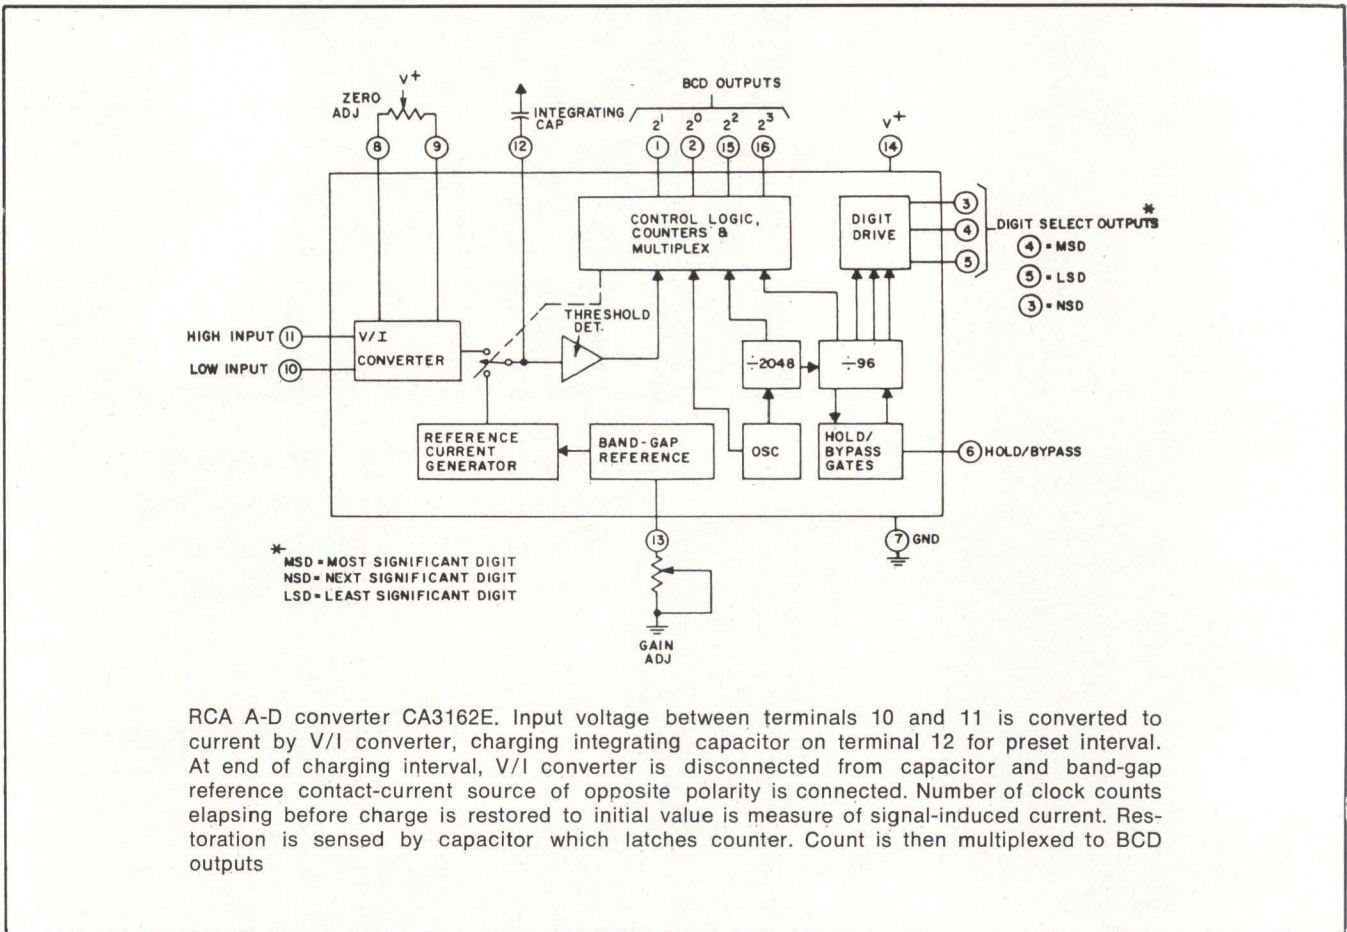 V+
ZERO
ADJ
8
9
INTEGRATING
CAP
12
BCD OUTPUTS
2¹ 2⁰ 2² 2³
1 2 15 16
V+
14
CONTROL LOGIC,
COUNTERS &
MULTIPLEX
DIGIT
DRIVE
3
4
5
DIGIT SELECT OUTPUTS*
4 = MSD
5 = LSD
3 = NSD
HIGH INPUT 11
LOW INPUT 10
V/I
CONVERTER
THRESHOLD
DET.
÷2048
÷96
REFERENCE
CURRENT
GENERATOR
BAND-GAP
REFERENCE
OSC
HOLD/
BYPASS
GATES
6 HOLD/BYPASS
13
7 GND
*
MSD = MOST SIGNIFICANT DIGIT
NSD = NEXT SIGNIFICANT DIGIT
LSD = LEAST SIGNIFICANT DIGIT
GAIN
ADJ
RCA A-D converter CA3162E. Input voltage between terminals 10 and 11 is converted to
current by V/I converter, charging integrating capacitor on terminal 12 for preset interval.
At end of charging interval, V/I converter is disconnected from capacitor and band-gap
reference contact-current source of opposite polarity is connected. Number of clock counts
elapsing before charge is restored to initial value is measure of signal-induced current. Res-
toration is sensed by capacitor which latches counter. Count is then multiplexed to BCD
outputs